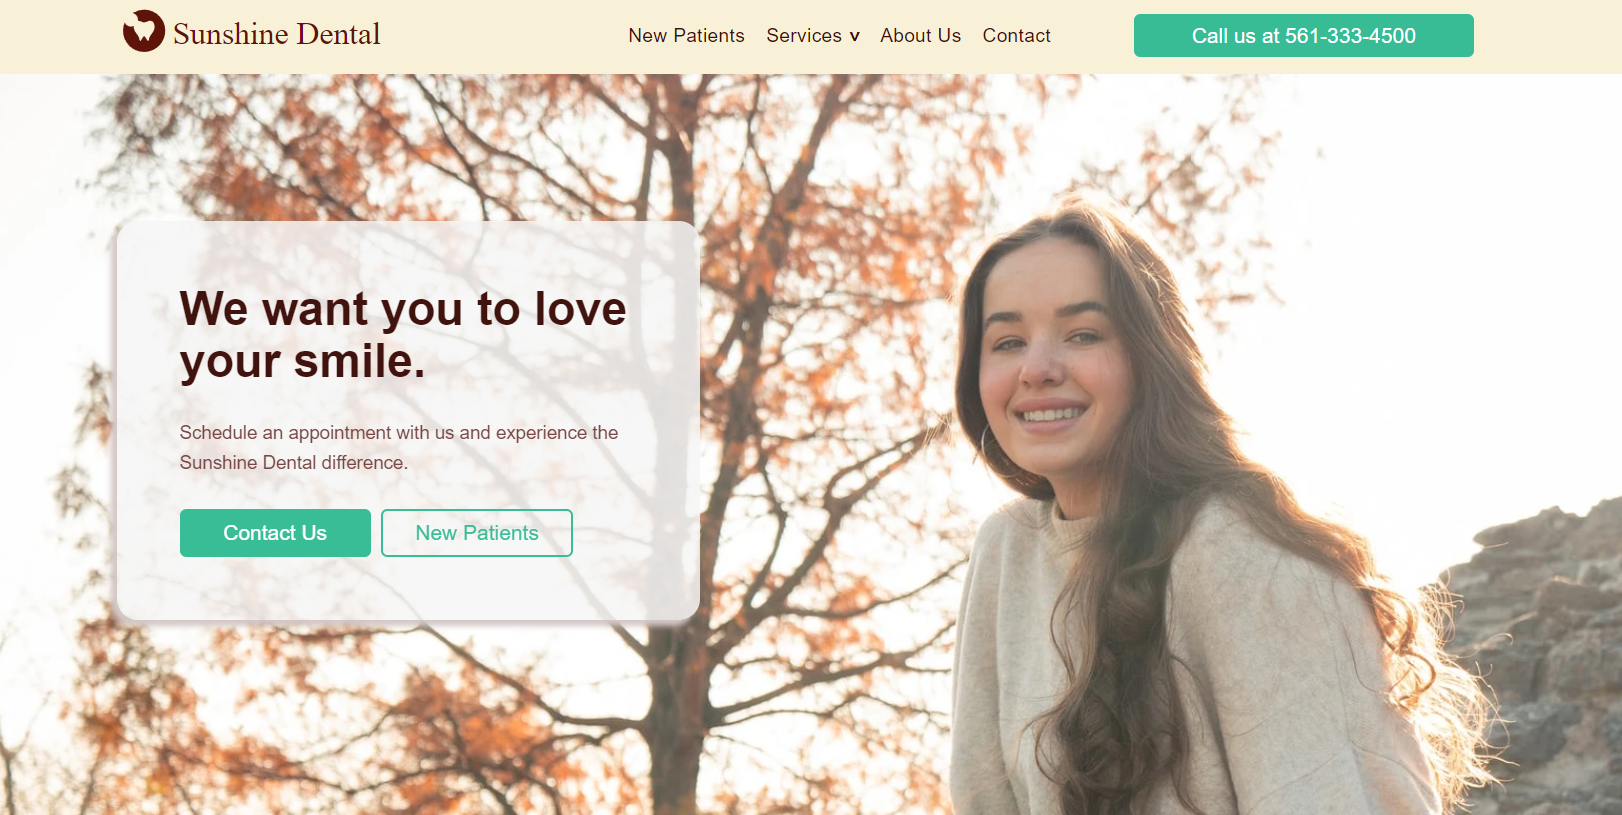 Sunshine Dental
New Patients
Services v
About Us
Contact
Call us at 561-333-4500
We want you to love
your smile.
Schedule an appointment with us and experience the
Sunshine Dental difference.
Contact Us
New Patients